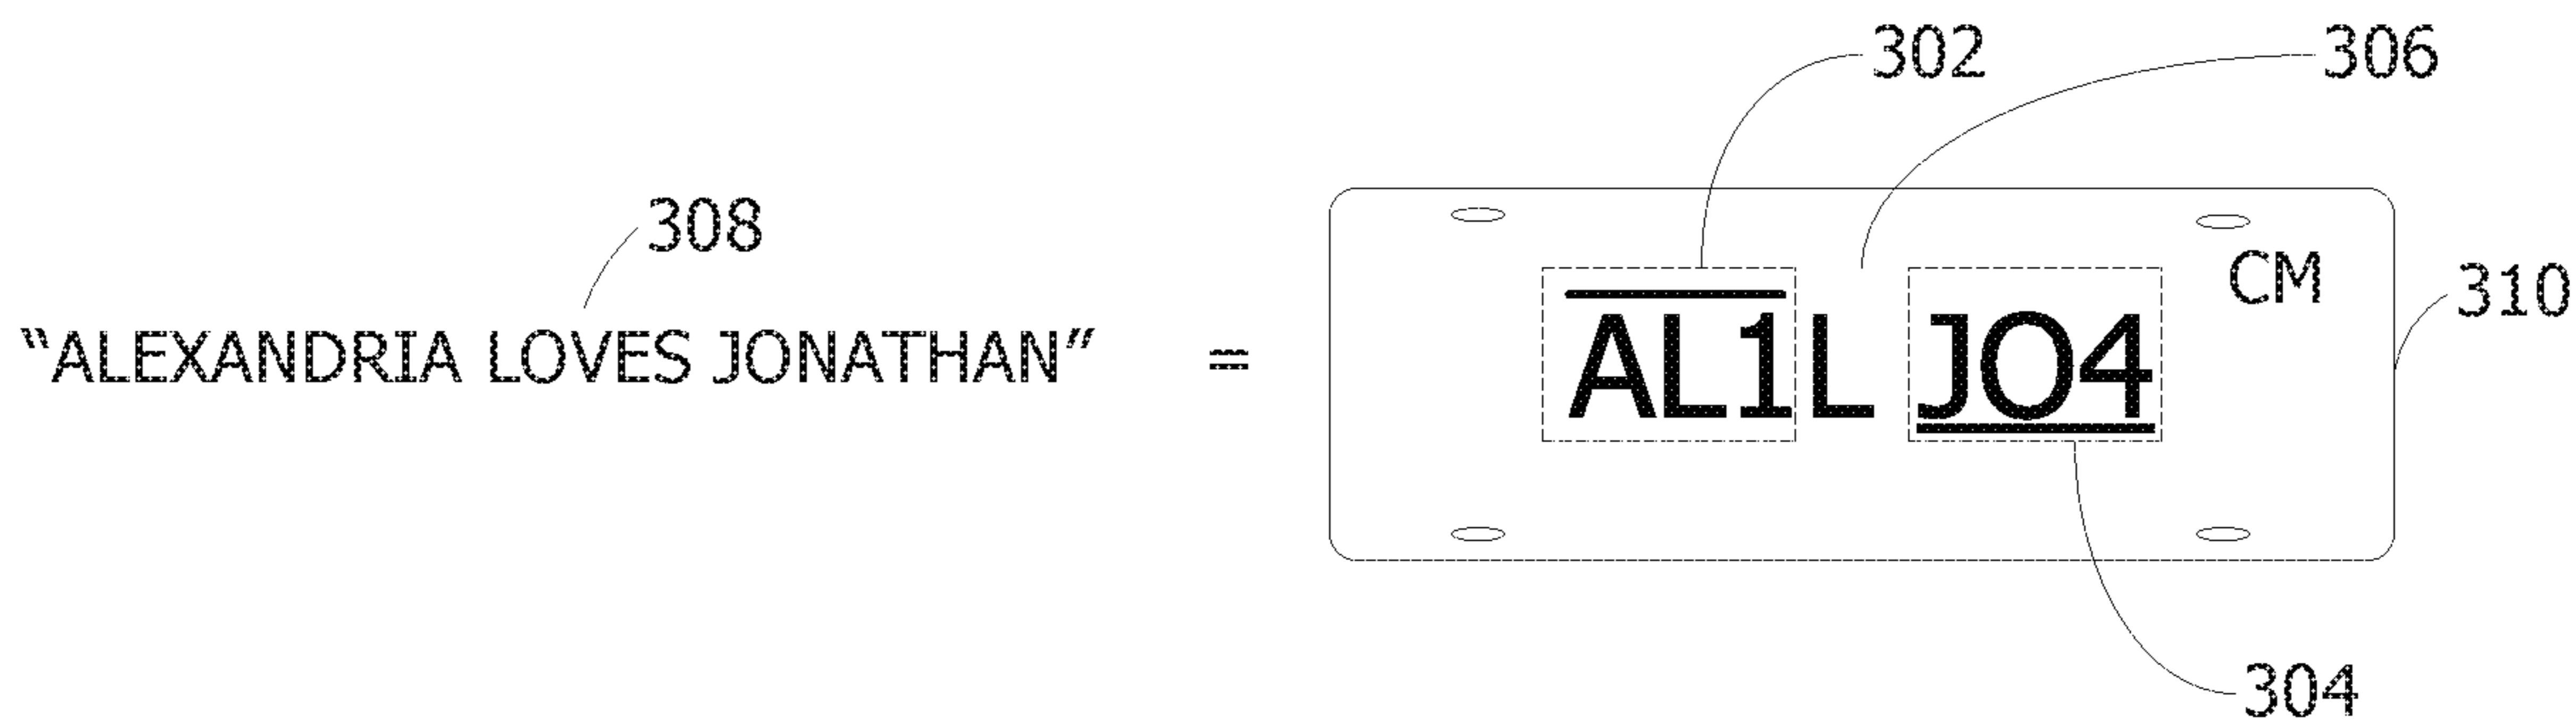 302 306
308
CM
310
“ALEXANDRIA LOVES JONATHAN” = AL1L JO4
304